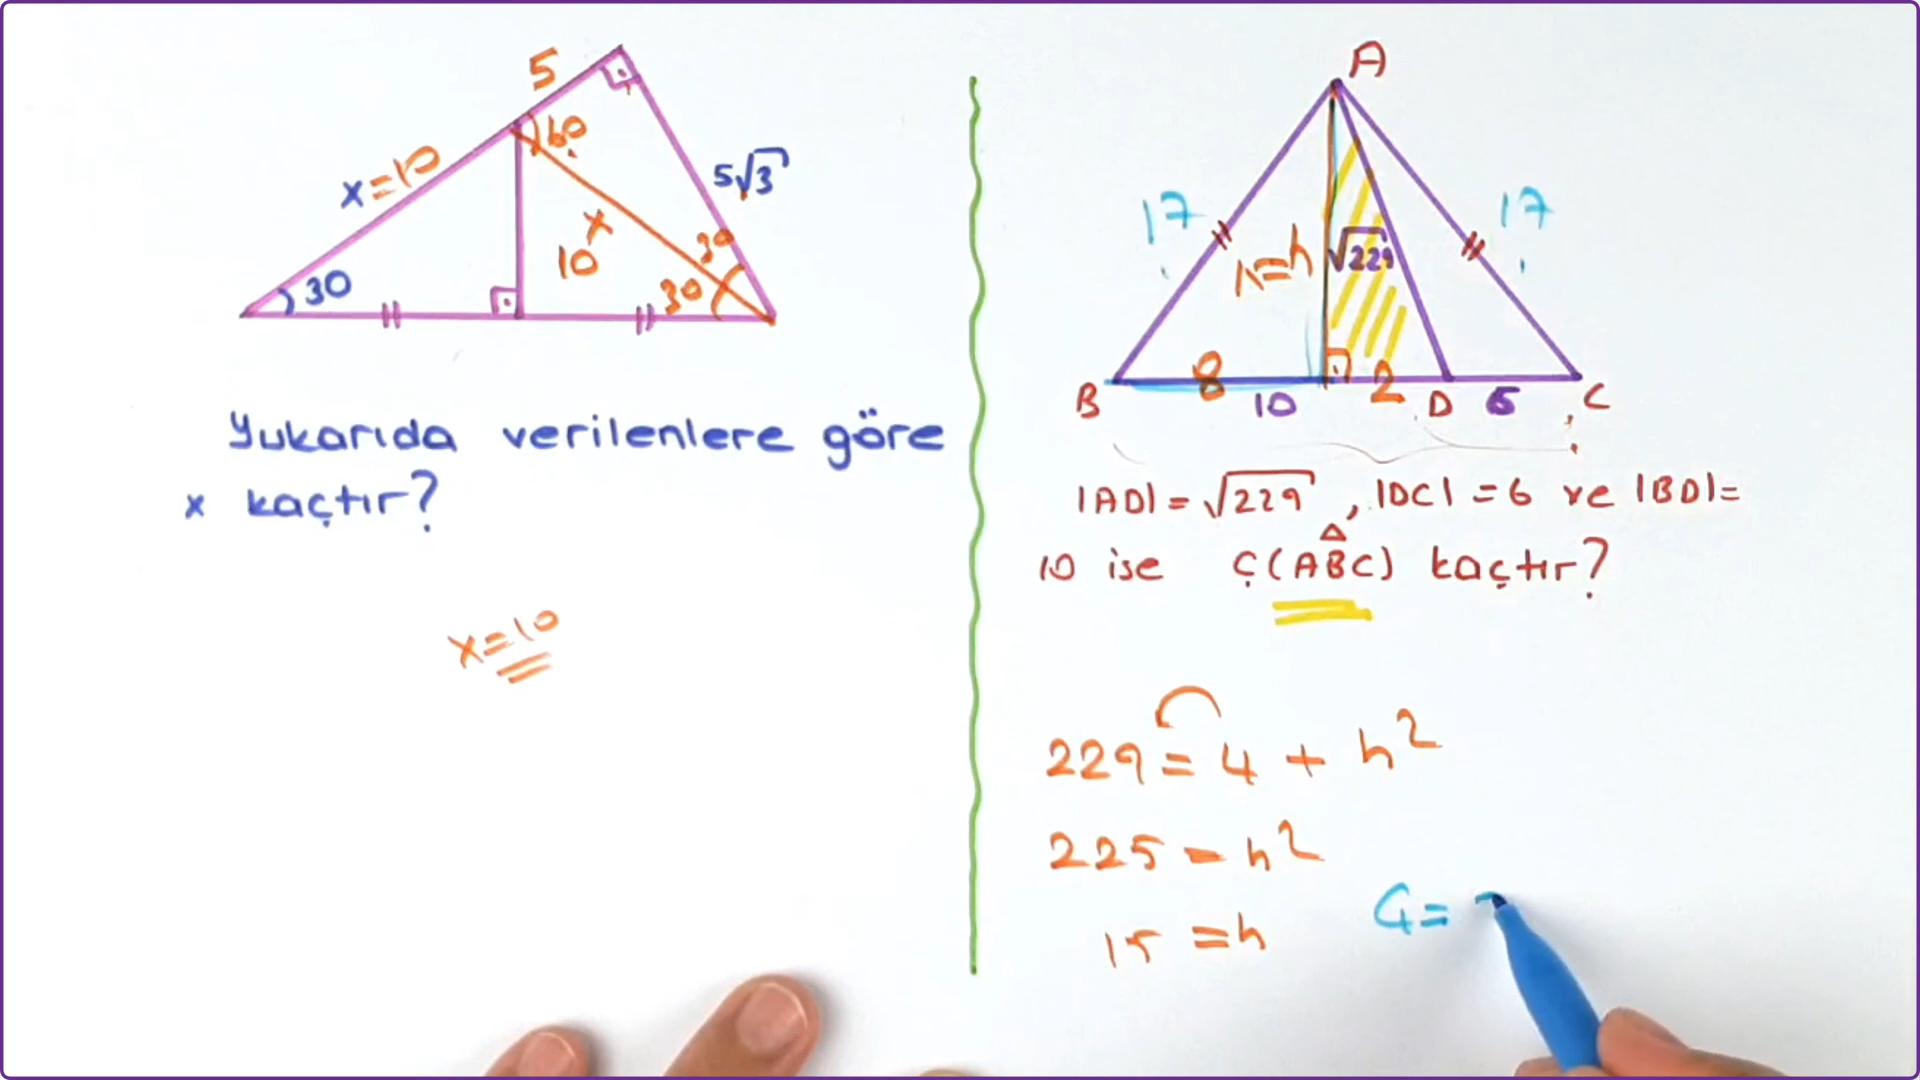 5
60
x=10
5√3
10
x
30
30
30
Yukarıda verilenlere göre
x kaçtır?
x=10
A
17
17
15=h
√229
8
2
B
10
D
6
C
|AD|=√229, |DC|=6 ve |BD|=
10 ise Ç(ABC) kaçtır?
229 = 4 + h²
225 = h²
15 = h
Ç=